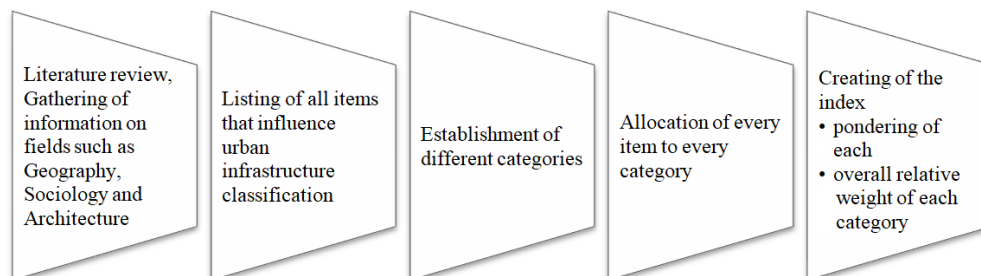 Literature review,
Gathering of
information on
fields such as
Geography,
Sociology and
Architecture
Listing of all items
that influence
urban
infrastructure
classification
Establishment of
different categories
Allocation of every
item to every
category
Creating of the
index
• pondering of
each
• overall relative
weight of each
category